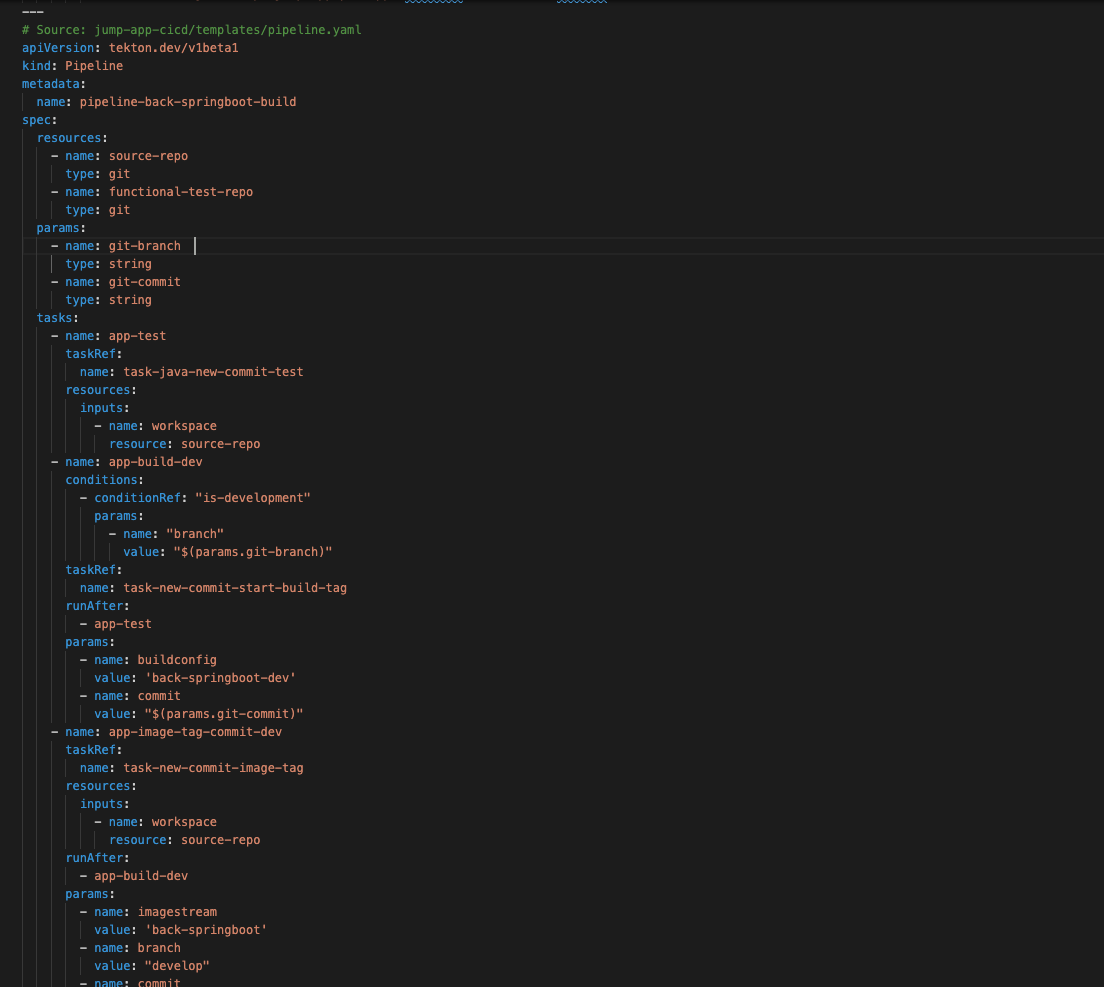 ---
# Source: jump-app-cicd/templates/pipeline.yaml
apiVersion: tekton.dev/v1beta1
kind: Pipeline
metadata:
  name: pipeline-back-springboot-build
spec:
  resources:
    - name: source-repo
      type: git
    - name: functional-test-repo
      type: git
  params:
    - name: git-branch
      type: string
    - name: git-commit
      type: string
  tasks:
    - name: app-test
      taskRef:
        name: task-java-new-commit-test
      resources:
        inputs:
          - name: workspace
            resource: source-repo
    - name: app-build-dev
      conditions:
        - conditionRef: "is-development"
          params:
            - name: "branch"
              value: "$(params.git-branch)"
      taskRef:
        name: task-new-commit-start-build-tag
      runAfter:
        - app-test
      params:
        - name: buildconfig
          value: 'back-springboot-dev'
        - name: commit
          value: "$(params.git-commit)"
    - name: app-image-tag-commit-dev
      taskRef:
        name: task-new-commit-image-tag
      resources:
        inputs:
          - name: workspace
            resource: source-repo
      runAfter:
        - app-build-dev
      params:
        - name: imagestream
          value: 'back-springboot'
        - name: branch
          value: "develop"
        - name: commit